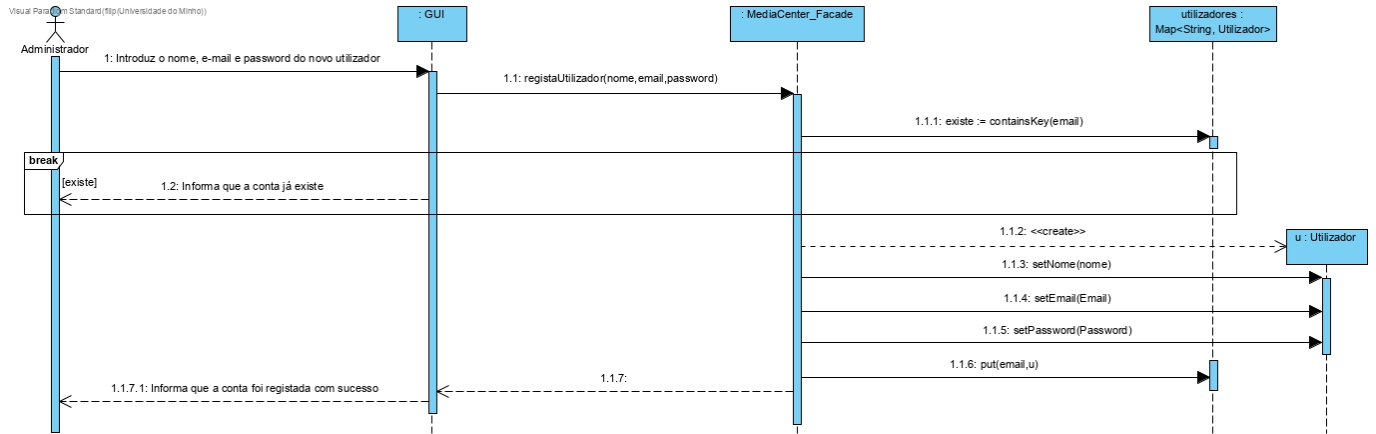 Visual Paradigm Standard(filip(Universidade do Minho))
Administrador
: GUI
: MediaCenter_Facade
utilizadores :
Map<String, Utilizador>
1: Introduz o nome, e-mail e password do novo utilizador
1.1: registaUtilizador(nome,email,password)
1.1.1: existe := containsKey(email)
break
[existe]
1.2: Informa que a conta já existe
1.1.2: <<create>>
u : Utilizador
1.1.3: setNome(nome)
1.1.4: setEmail(Email)
1.1.5: setPassword(Password)
1.1.6: put(email,u)
1.1.7:
1.1.7.1: Informa que a conta foi registada com sucesso